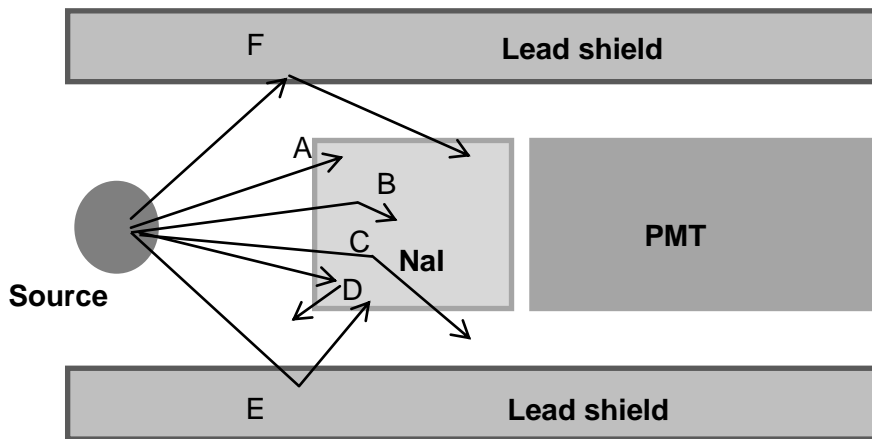 F Lead shield
A
B
C
NaI
PMT
Source
D
E Lead shield